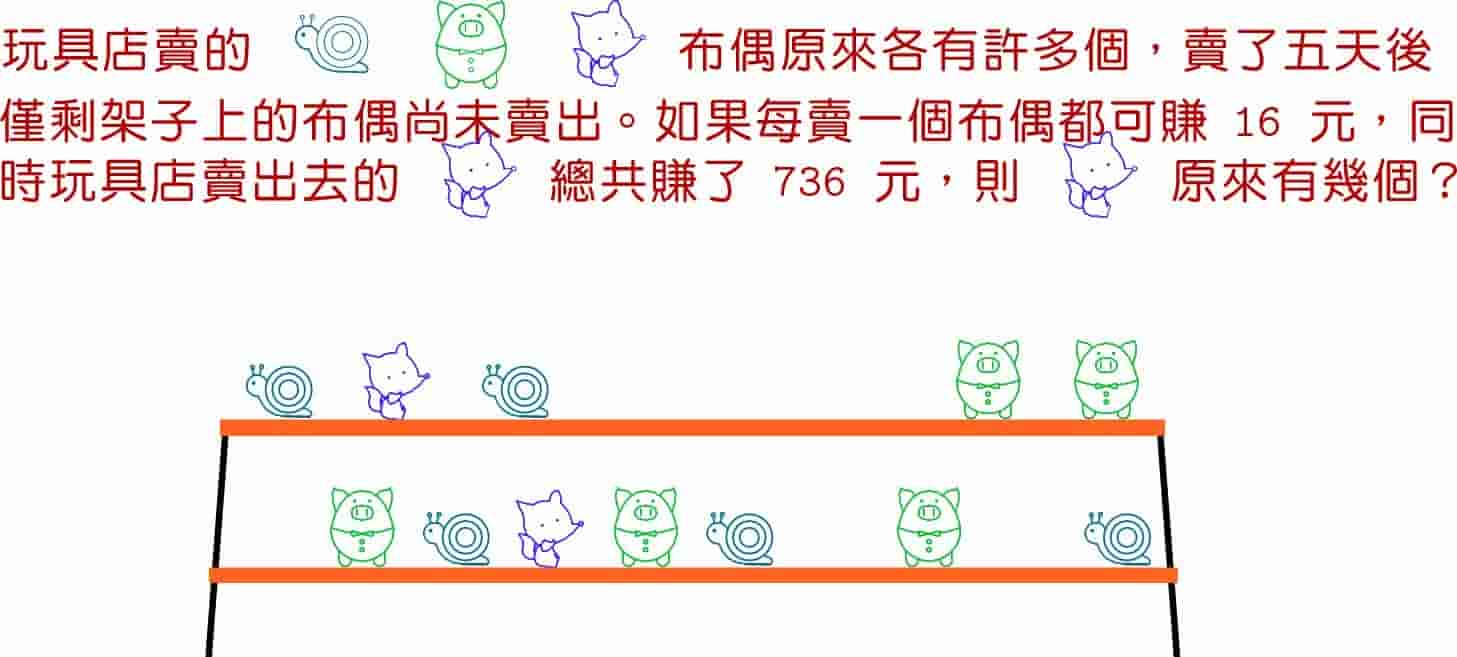 玩具店賣的 布偶原來各有許多個，賣了五天後
僅剩架子上的布偶尚未賣出。如果每賣一個布偶都可賺 16 元，同
時玩具店賣出去的 總共賺了 736 元，則 原來有幾個？